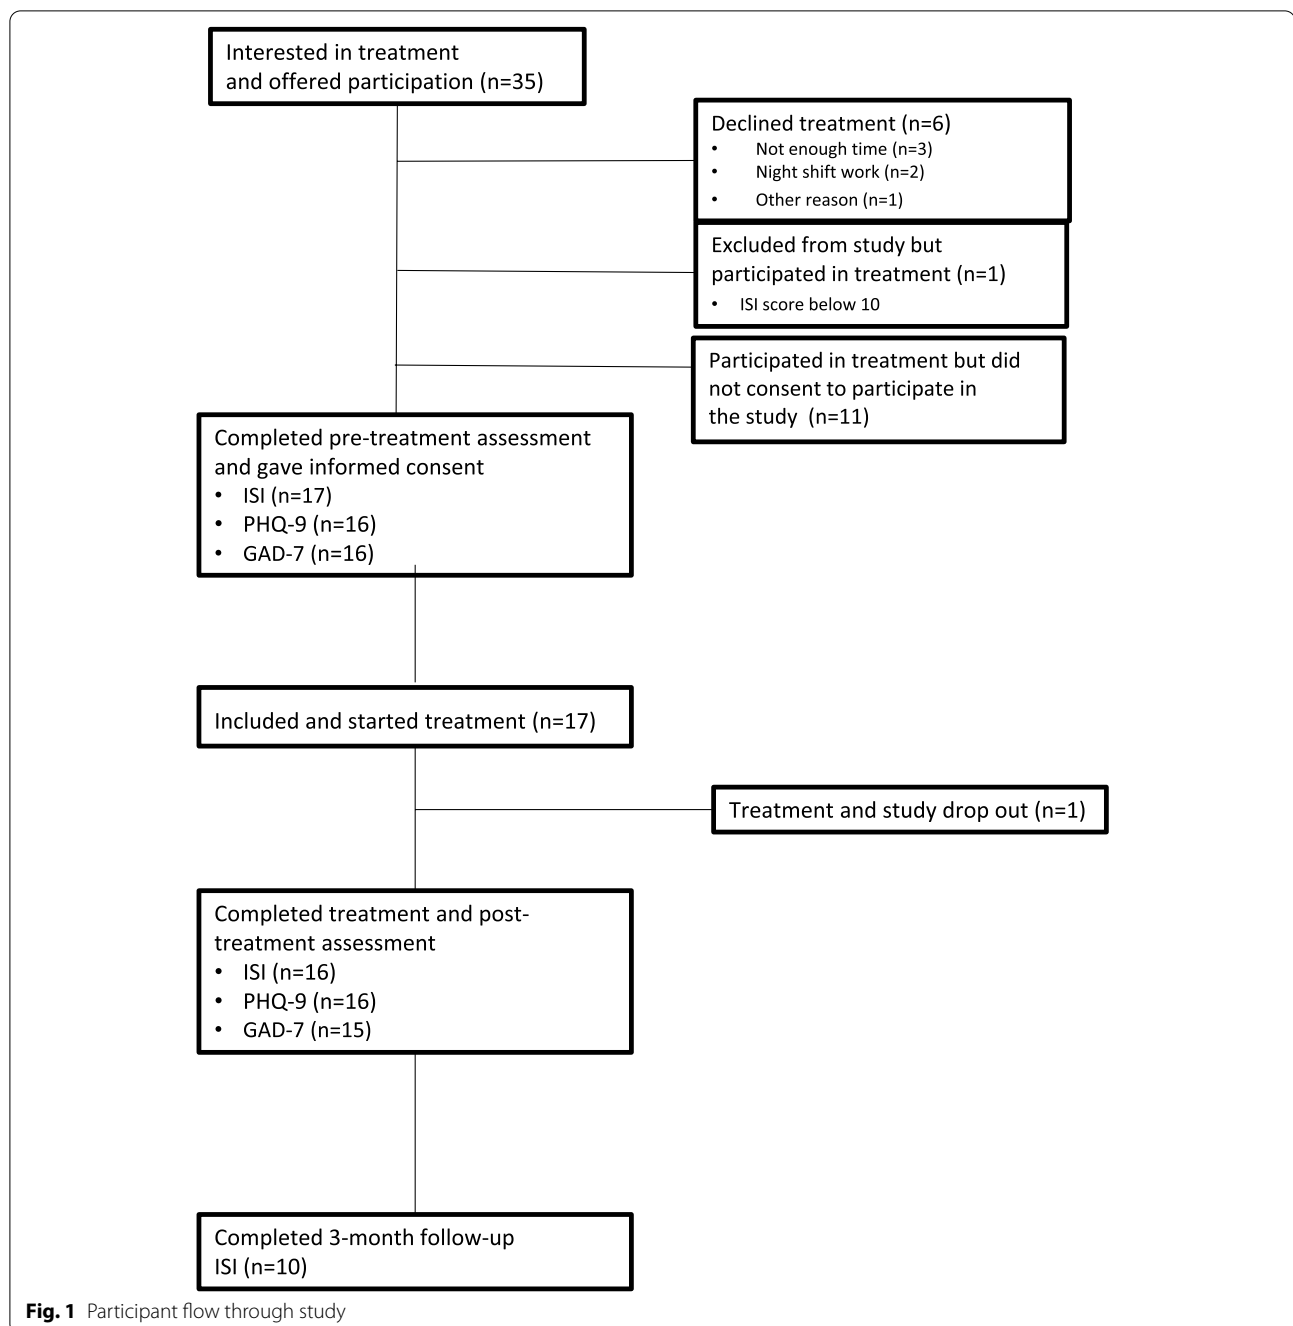 Interested in treatment
and offered participation (n=35)
Declined treatment (n=6)
• Not enough time (n=3)
• Night shift work (n=2)
• Other reason (n=1)
Excluded from study but
participated in treatment (n=1)
• ISI score below 10
Participated in treatment but did
not consent to participate in
the study (n=11)
Completed pre-treatment assessment
and gave informed consent
• ISI (n=17)
• PHQ-9 (n=16)
• GAD-7 (n=16)
Included and started treatment (n=17)
Treatment and study drop out (n=1)
Completed treatment and post-
treatment assessment
• ISI (n=16)
• PHQ-9 (n=16)
• GAD-7 (n=15)
Completed 3-month follow-up
ISI (n=10)
Fig. 1 Participant flow through study